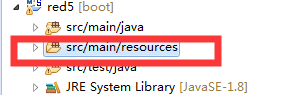 red5 [boot]
src/main/java
src/main/resources
src/test/java
JRE System Library [JavaSE-1.8]